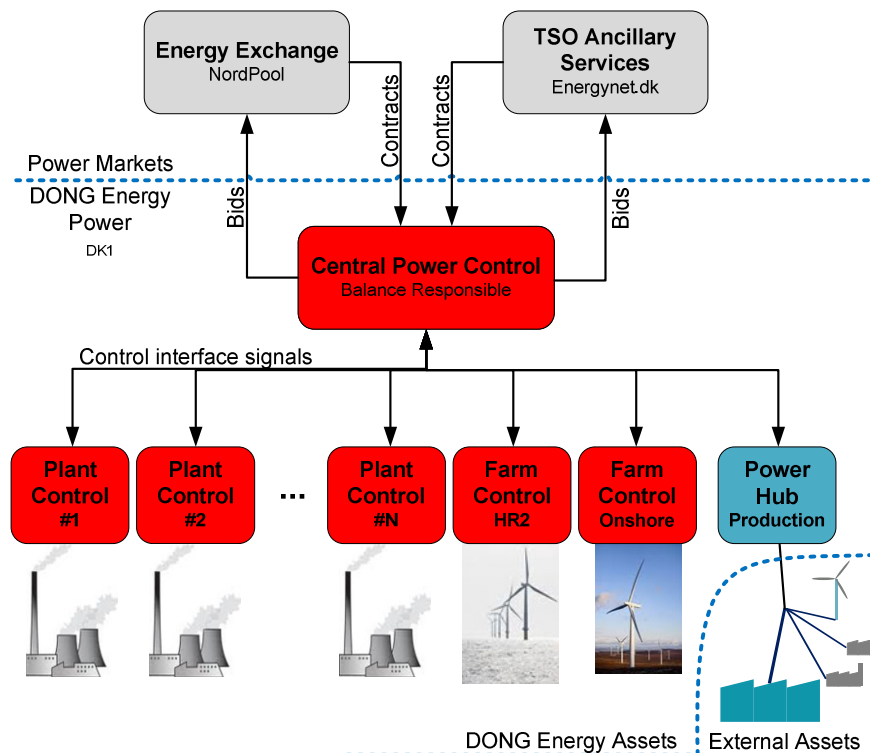 Energy Exchange
NordPool
TSO Ancillary
Services
Energynet.dk
Contracts
Contracts
Bids
Bids
Power Markets
DONG Energy
Power
DK1
Central Power Control
Balance Responsible
Control interface signals
Plant
Control
#1
Plant
Control
#2
...
Plant
Control
#N
Farm
Control
HR2
Farm
Control
Onshore
Power
Hub
Production
DONG Energy Assets
External Assets